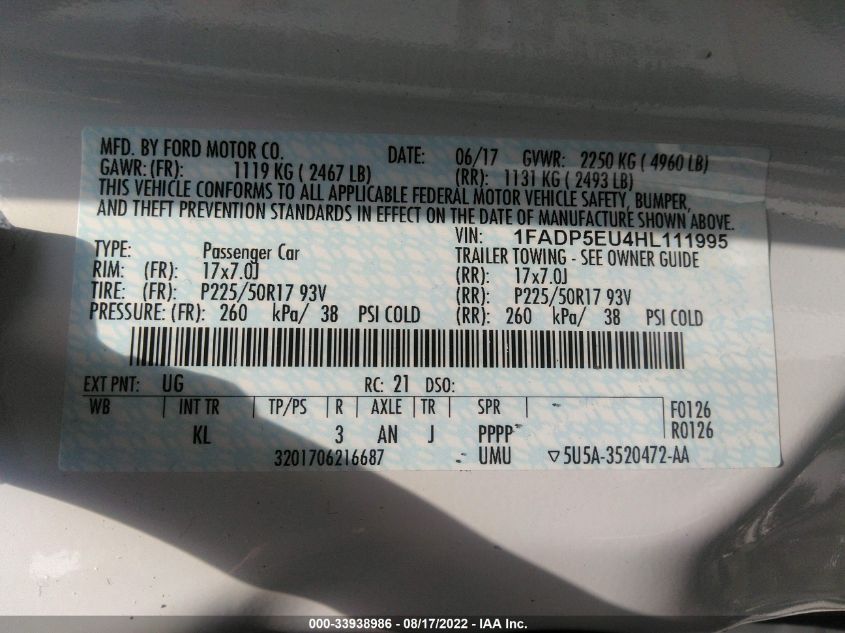 MFD. BY FORD MOTOR CO. DATE: 06/17 GVWR: 2250 KG ( 4960 LB)
GAWR: (FR): 1119 KG ( 2467 LB) (RR): 1131 KG ( 2493 LB)
THIS VEHICLE CONFORMS TO ALL APPLICABLE FEDERAL MOTOR VEHICLE SAFETY, BUMPER,
AND THEFT PREVENTION STANDARDS IN EFFECT ON THE DATE OF MANUFACTURE SHOWN ABOVE.
VIN: 1FADP5EU4HL111995
TYPE: Passenger Car TRAILER TOWING - SEE OWNER GUIDE
RIM: (FR): 17x7.0J (RR): 17x7.0J
TIRE: (FR): P225/50R17 93V (RR): P225/50R17 93V
PRESSURE: (FR): 260 kPa/ 38 PSI COLD (RR): 260 kPa/ 38 PSI COLD
EXT PNT: UG RC: 21 DSO:
WB INT TR TP/PS R AXLE TR SPR F0126
KL 3 AN J PPPP R0126
3201706216687 UMU ▽5U5A-3520472-AA
000-33938986 - 08/17/2022 - IAA Inc.